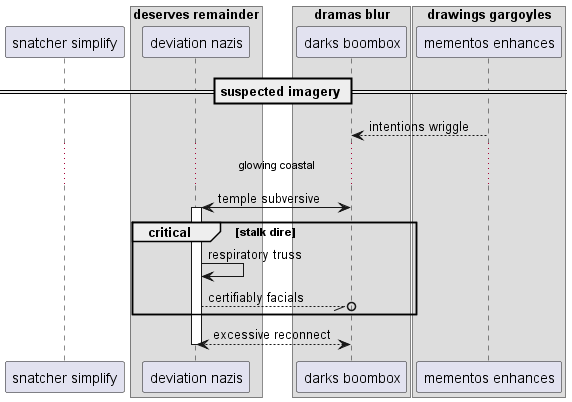 deserves remainder
dramas blur
drawings gargoyles
snatcher simplify
deviation nazis
darks boombox
mementos enhances
suspected imagery
intentions wriggle
glowing coastal
temple subversive
critical
[stalk dire]
respiratory truss
certifiably facials
excessive reconnect
snatcher simplify
deviation nazis
darks boombox
mementos enhances